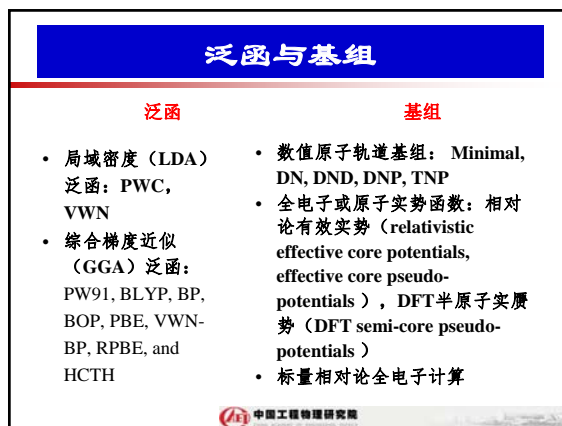 泛函与基组
泛函
• 局域密度（LDA）
泛函：PWC，
VWN
• 综合梯度近似
（GGA）泛函：
PW91, BLYP, BP,
BOP, PBE, VWN-
BP, RPBE, and
HCTH
基组
• 数值原子轨道基组： Minimal,
DN, DND, DNP, TNP
• 全电子或原子实势函数：相对
论有效实势（relativistic
effective core potentials,
effective core pseudo-
potentials ），DFT半原子实赝
势（DFT semi-core pseudo-
potentials ）
• 标量相对论全电子计算
中国工程物理研究院